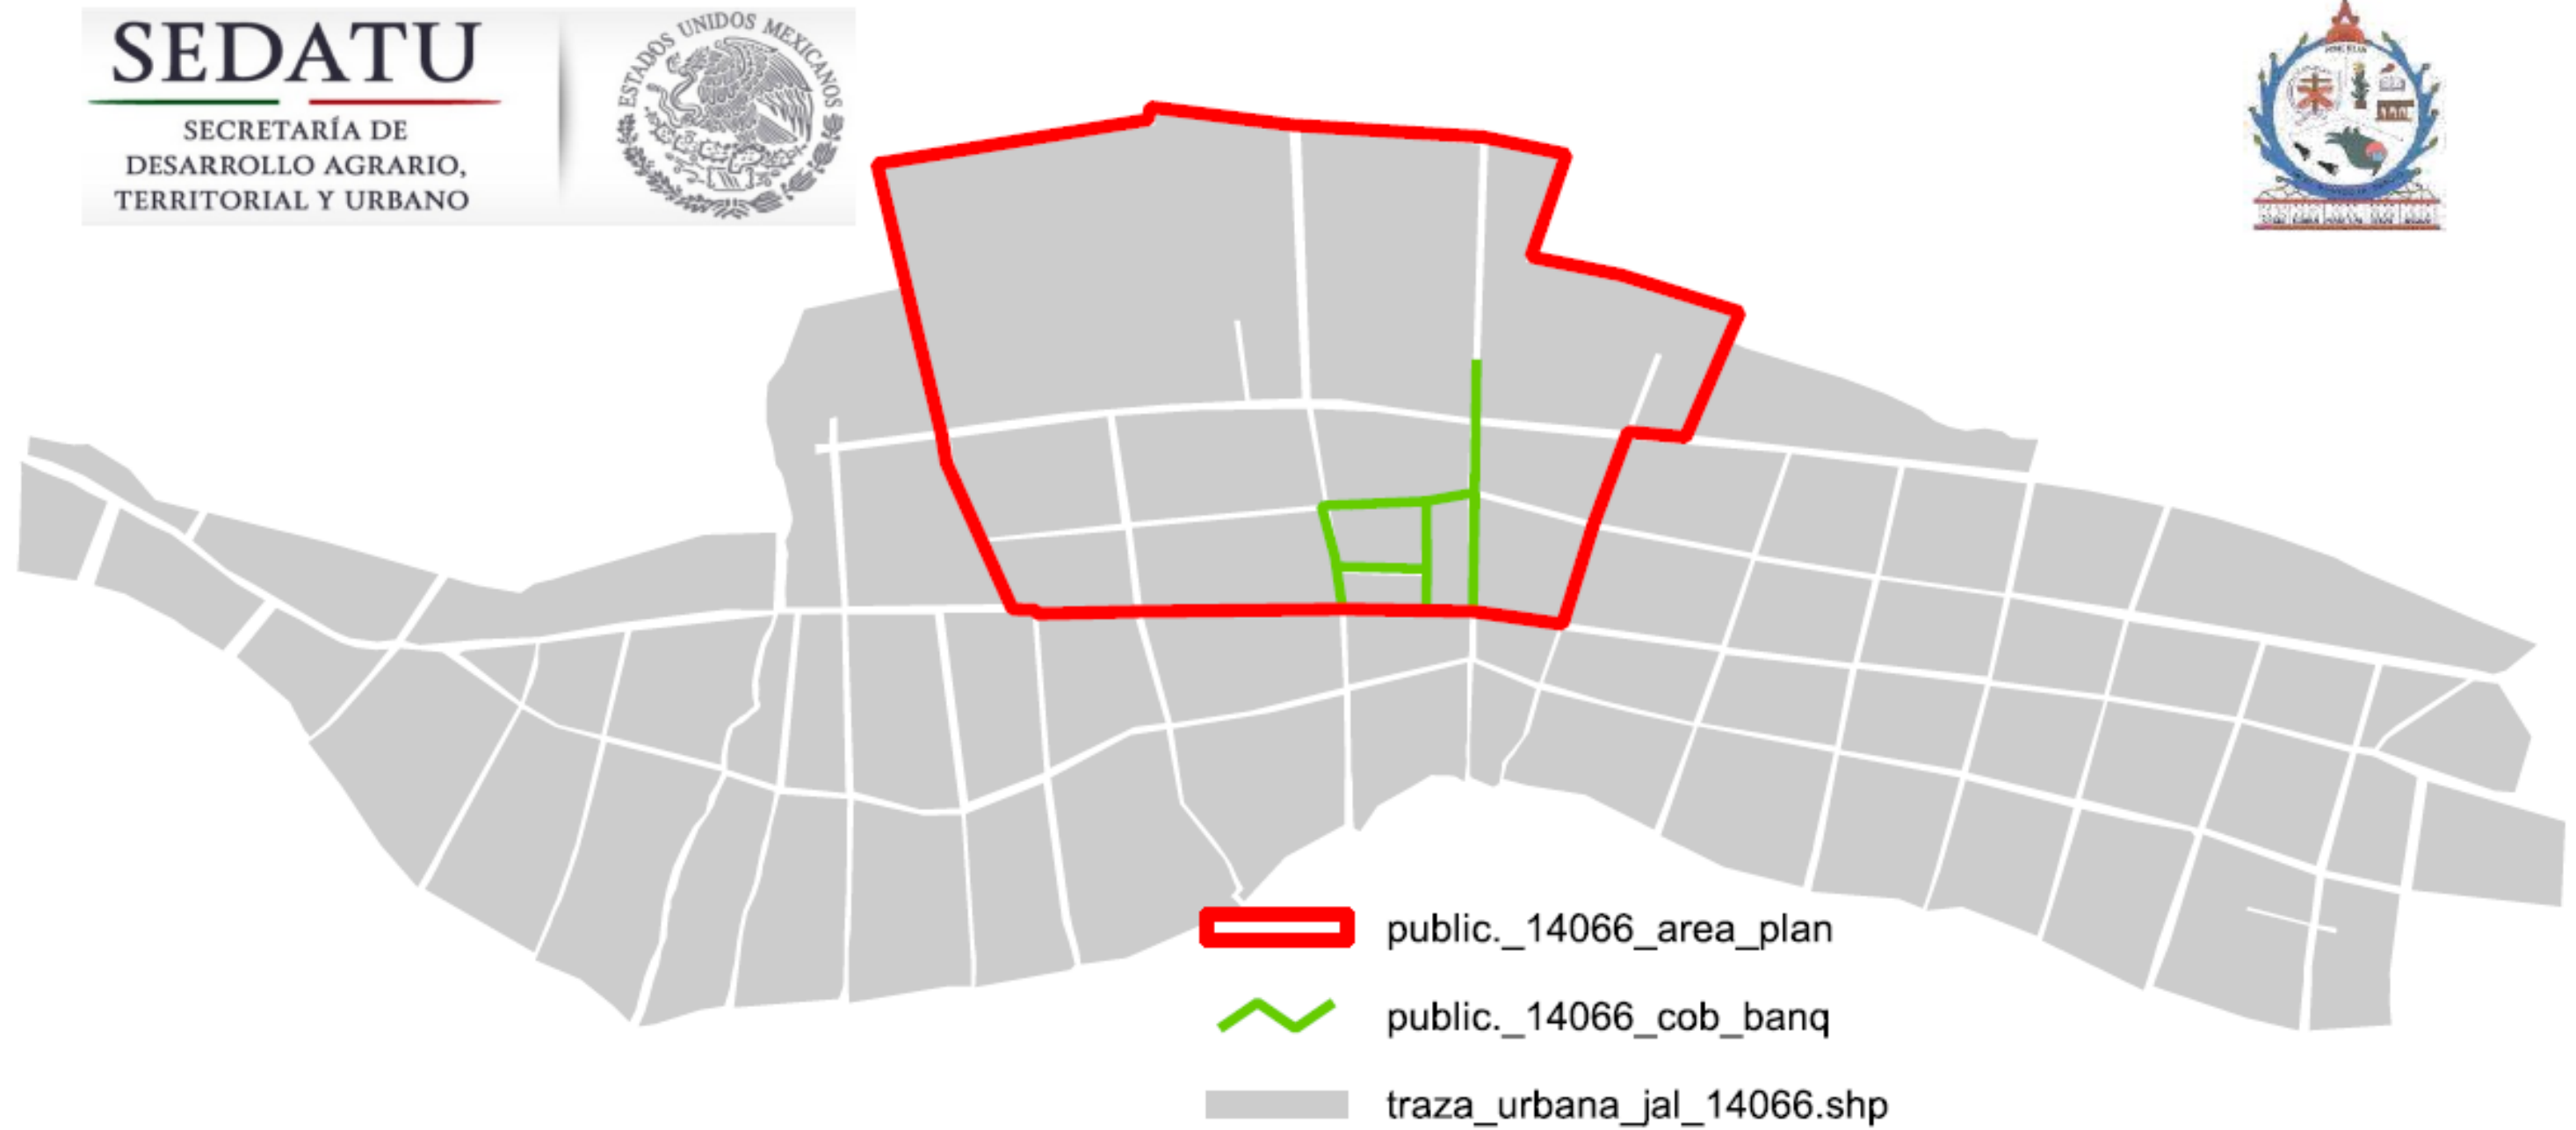 SEDATU
SECRETARÍA DE
DESARROLLO AGRARIO,
TERRITORIAL Y URBANO
ESTADOS UNIDOS MEXICANOS
public._14066_area_plan
public._14066_cob_banq
traza_urbana_jal_14066.shp